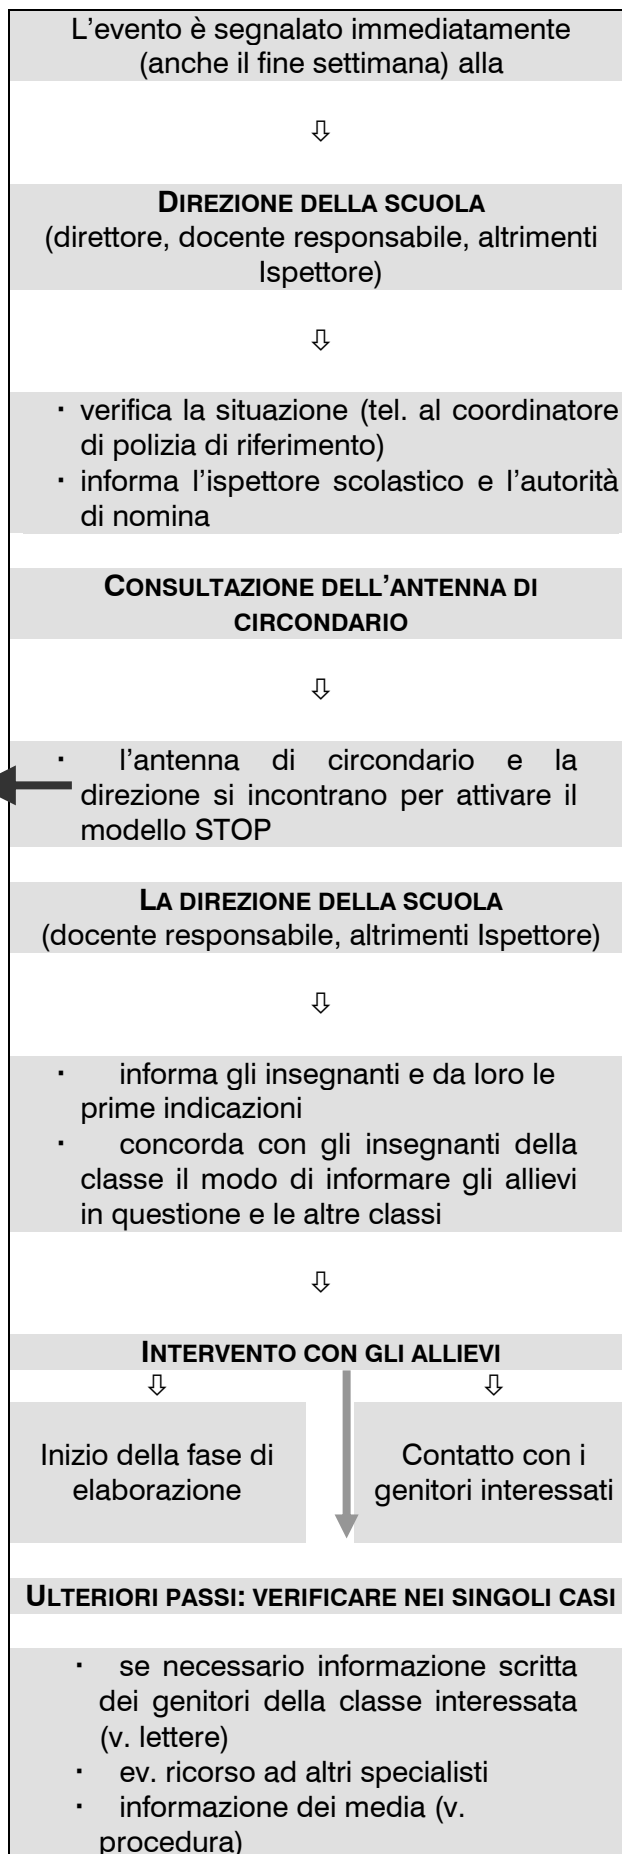 L'evento è segnalato immediatamente
(anche il fine settimana) alla
⇩
DIREZIONE DELLA SCUOLA
(direttore, docente responsabile, altrimenti
Ispettore)
⇩
· verifica la situazione (tel. al coordinatore
di polizia di riferimento)
· informa l'ispettore scolastico e l'autorità
di nomina
CONSULTAZIONE DELL'ANTENNA DI
CIRCONDARIO
⇩
· l'antenna di circondario e la
direzione si incontrano per attivare il
modello STOP
LA DIREZIONE DELLA SCUOLA
(docente responsabile, altrimenti Ispettore)
⇩
· informa gli insegnanti e da loro le
prime indicazioni
· concorda con gli insegnanti della
classe il modo di informare gli allievi
in questione e le altre classi
⇩
INTERVENTO CON GLI ALLIEVI
⇩ ⇩
Inizio della fase di
elaborazione
Contatto con i
genitori interessati
ULTERIORI PASSI: VERIFICARE NEI SINGOLI CASI
· se necessario informazione scritta
dei genitori della classe interessata
(v. lettere)
· ev. ricorso ad altri specialisti
· informazione dei media (v.
procedura)